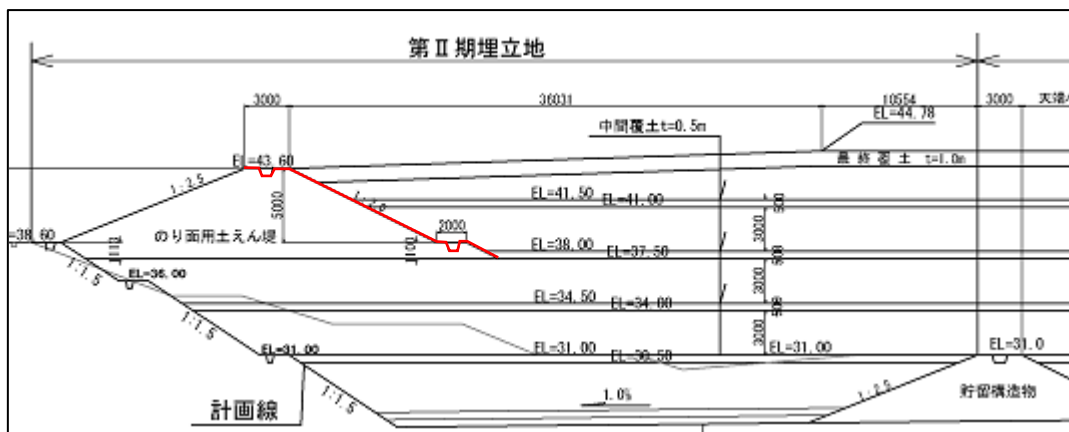 第Ⅱ期埋立地
3000
36031
10554
3000
EL=44.78
中間覆土t=0.5m
EL=43.60
最終覆土 t=1.0m
1:2.5
1:2.0
5000
EL=41.50
EL=41.00
500
2000
3000
=38.60
のり面用土えん堤
EL=38.00
EL=37.50
500
1:1.5
EL=36.00
3000
EL=34.50
EL=34.00
500
1:1.5
3000
EL=31.00
EL=31.00
EL=30.50
EL=31.00
EL=31.0
1:1.5
1.0%
1:2.5
貯留構造物
計画線